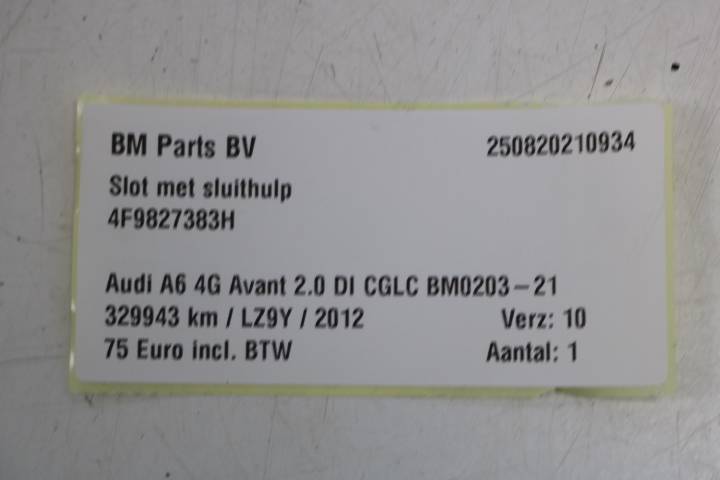 BM Parts BV 250820210934
Slot met sluithulp
4F9827383H
Audi A6 4G Avant 2.0 DI CGLC BM0203-21
329943 km / LZ9Y / 2012 Verz: 10
75 Euro incl. BTW Aantal: 1